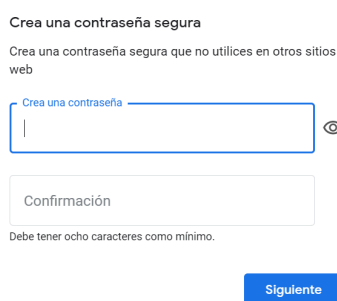 Crea una contraseña segura
Crea una contraseña segura que no utilices en otros sitios
web
Crea una contraseña
Confirmación
Debe tener ocho caracteres como mínimo.
Siguiente